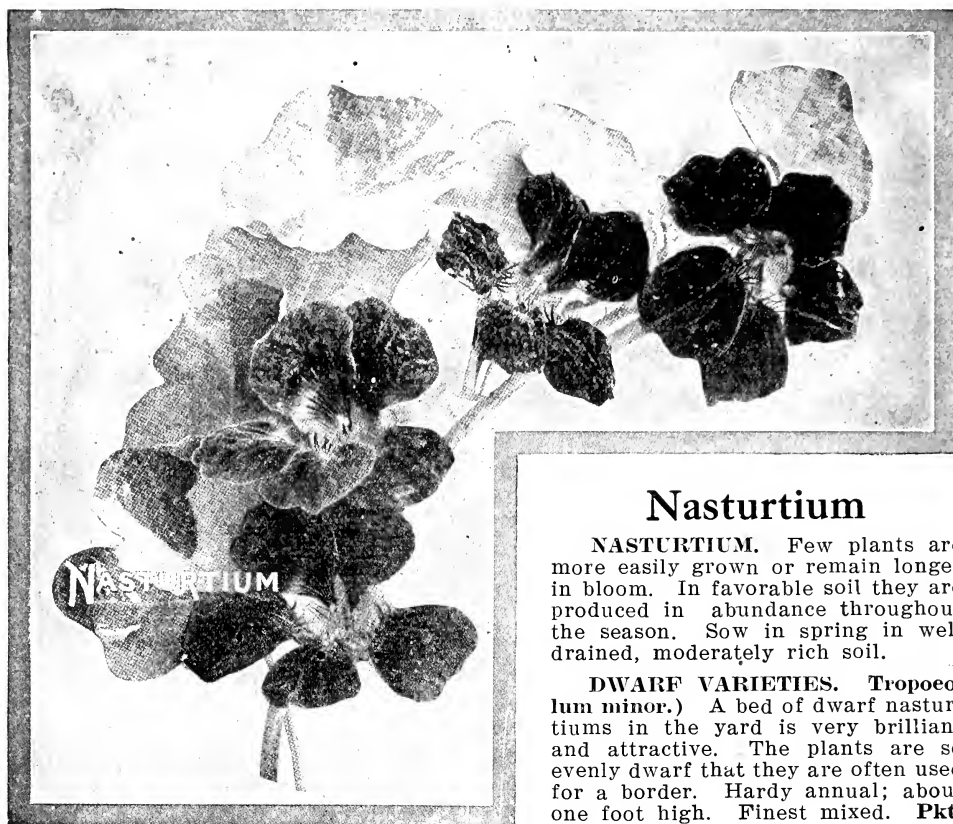 NASTURTIUM
Nasturtium
NASTURTIUM. Few plants are
more easily grown or remain longe
in bloom. In favorable soil they are
produced in abundance throughou
the season. Sow in spring in wel
drained, moderately rich soil.
DWARF VARIETIES. Tropoeo
lum minor.) A bed of dwarf nastur
tiums in the yard is very brillian
and attractive. The plants are so
evenly dwarf that they are often used
for a border. Hardy annual; abou
one foot high. Finest mixed. Pkt